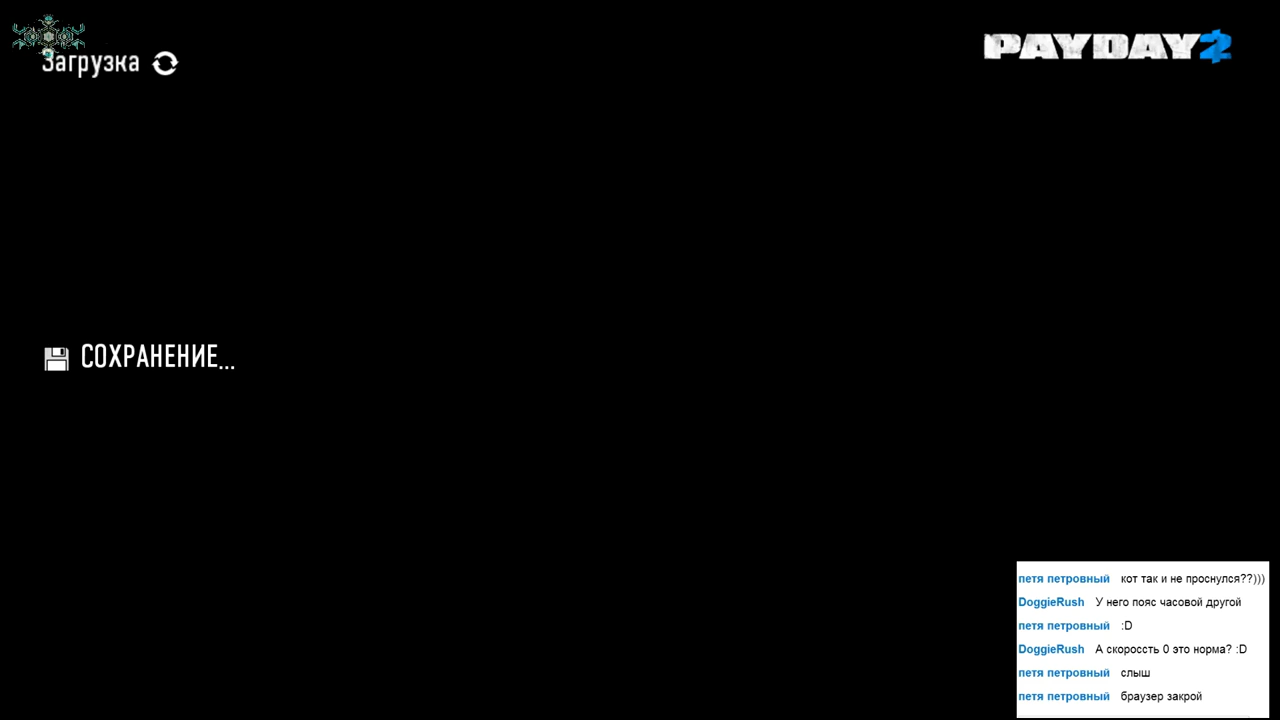 Загрузка
PAYDAY2
СОХРАНЕНИЕ...
петя петровный кот так и не проснулся??)))
DoggieRush У него пояс часовой другой
петя петровный :D
DoggieRush А скороссть 0 это норма? :D
петя петровный слыш
петя петровный браузер закрой